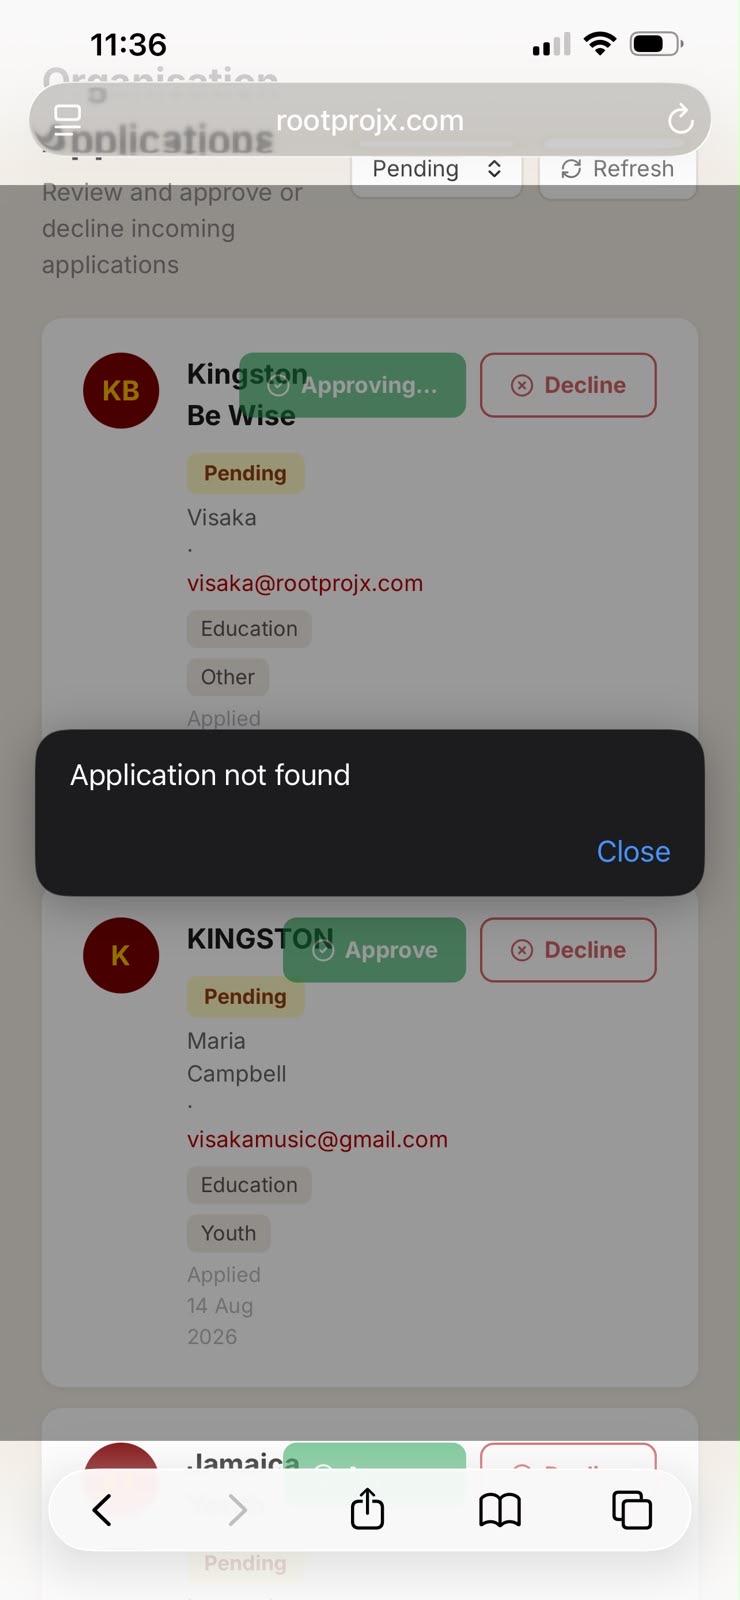 11:36
Organisation
rootprojx.com
Applications
Pending
Refresh
Review and approve or
decline incoming
applications
KB
Kingston
Be Wise
Approving...
Decline
Pending
Visaka
·
visaka@rootprojx.com
Education
Other
Applied
Application not found
Close
K
KINGSTON
Approve
Decline
Pending
Maria
Campbell
·
visakamusic@gmail.com
Education
Youth
Applied
14 Aug
2026
Jamaica
Pending